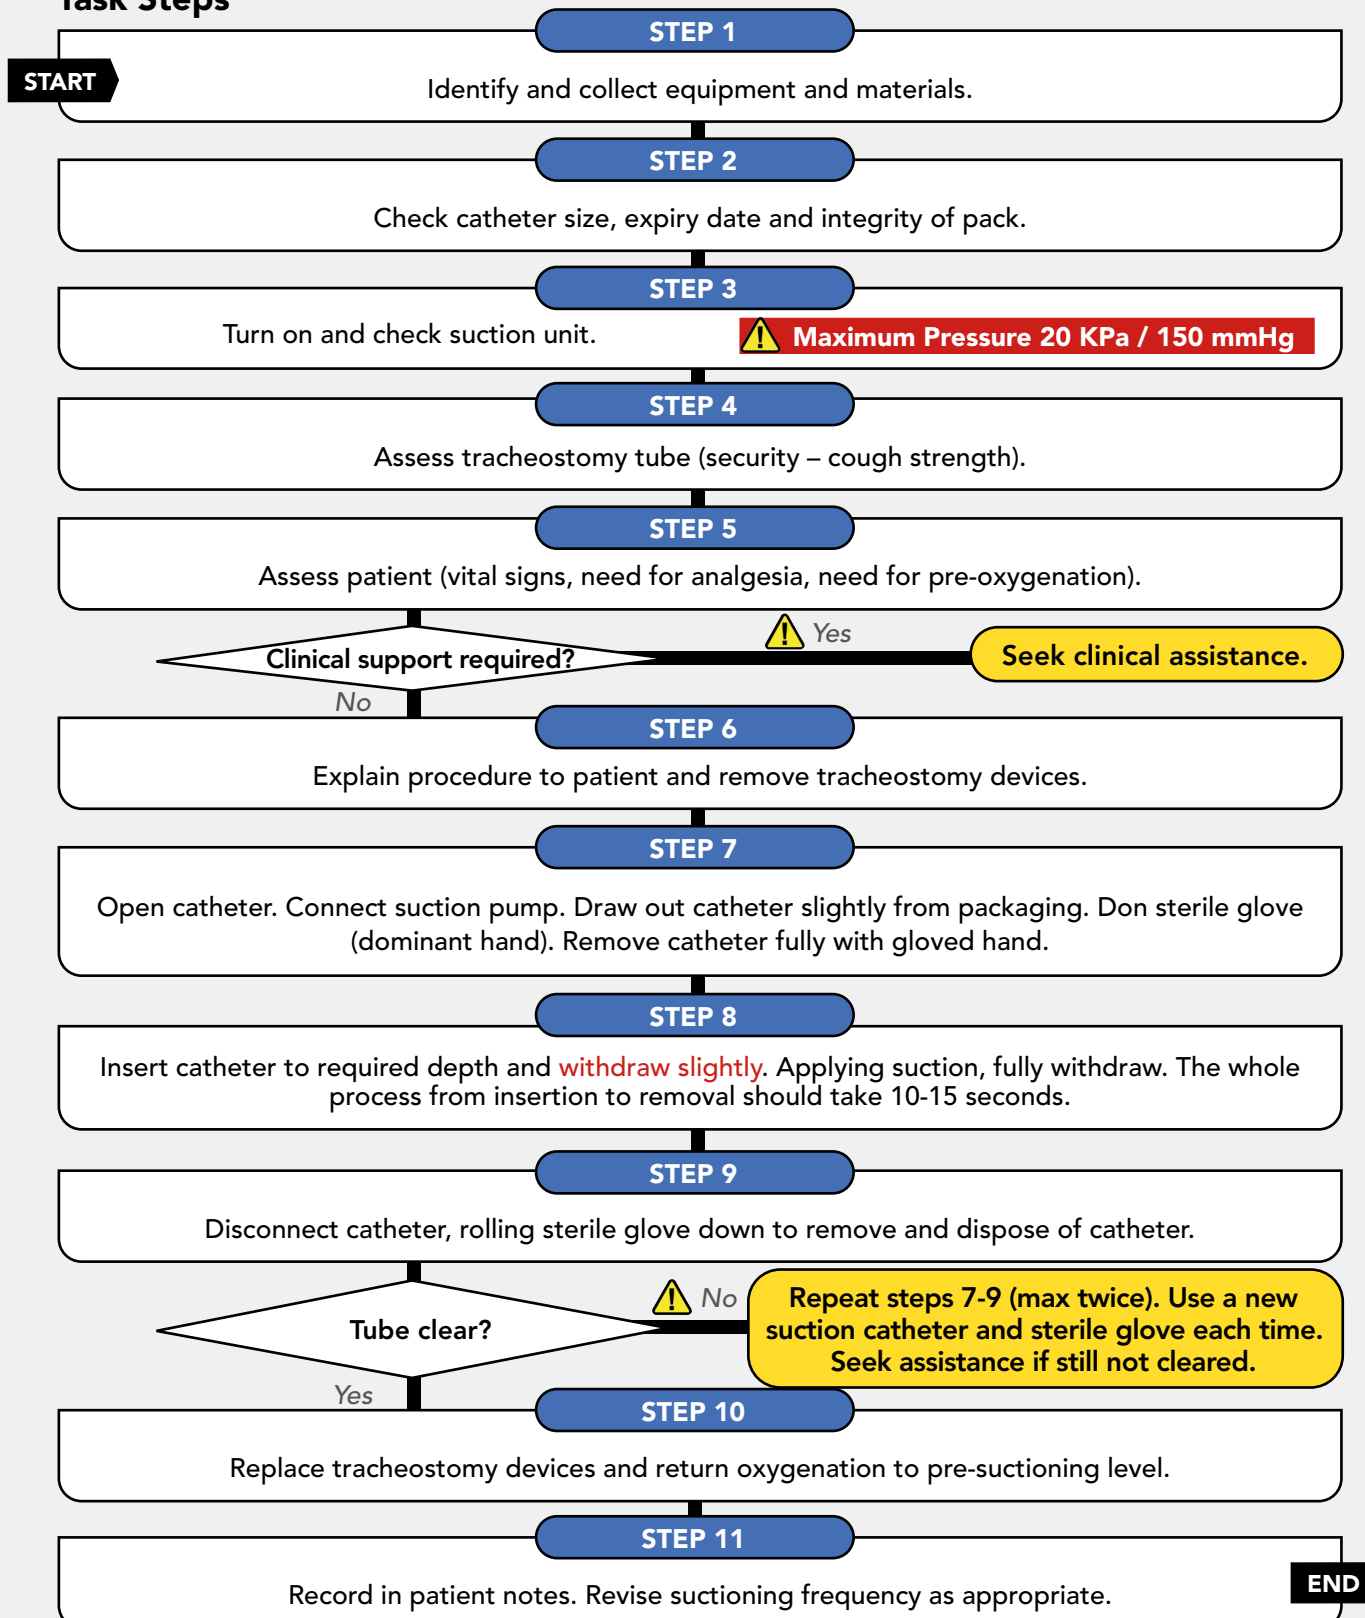 Task Steps
STEP 1
START
Identify and collect equipment and materials.
STEP 2
Check catheter size, expiry date and integrity of pack.
STEP 3
Turn on and check suction unit.
Maximum Pressure 20 KPa / 150 mmHg
STEP 4
Assess tracheostomy tube (security – cough strength).
STEP 5
Assess patient (vital signs, need for analgesia, need for pre-oxygenation).
Clinical support required?
Yes
Seek clinical assistance.
No
STEP 6
Explain procedure to patient and remove tracheostomy devices.
STEP 7
Open catheter. Connect suction pump. Draw out catheter slightly from packaging. Don sterile glove
(dominant hand). Remove catheter fully with gloved hand.
STEP 8
Insert catheter to required depth and withdraw slightly. Applying suction, fully withdraw. The whole
process from insertion to removal should take 10-15 seconds.
STEP 9
Disconnect catheter, rolling sterile glove down to remove and dispose of catheter.
Tube clear?
No
Repeat steps 7-9 (max twice). Use a new
suction catheter and sterile glove each time.
Seek assistance if still not cleared.
Yes
STEP 10
Replace tracheostomy devices and return oxygenation to pre-suctioning level.
STEP 11
Record in patient notes. Revise suctioning frequency as appropriate.
END